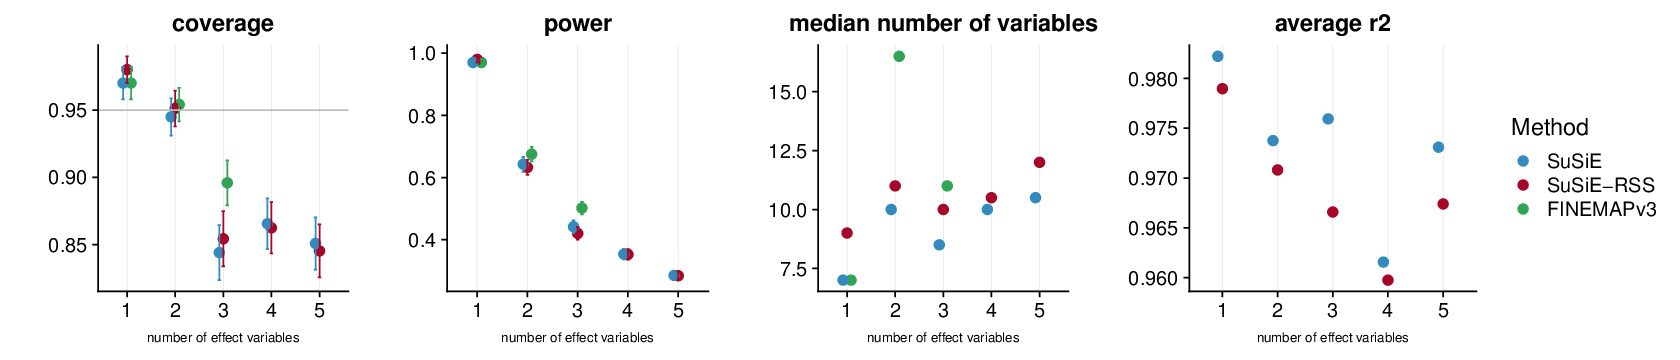 coverage
0.95
0.90
0.85
1 2 3 4 5
number of effect variables
power
1.0
0.8
0.6
0.4
1 2 3 4 5
number of effect variables
median number of variables
15.0
12.5
10.0
7.5
1 2 3 4 5
number of effect variables
average r2
0.980
0.975
0.970
0.965
0.960
1 2 3 4 5
number of effect variables
Method
SuSiE
SuSiE−RSS
FINEMAPv3